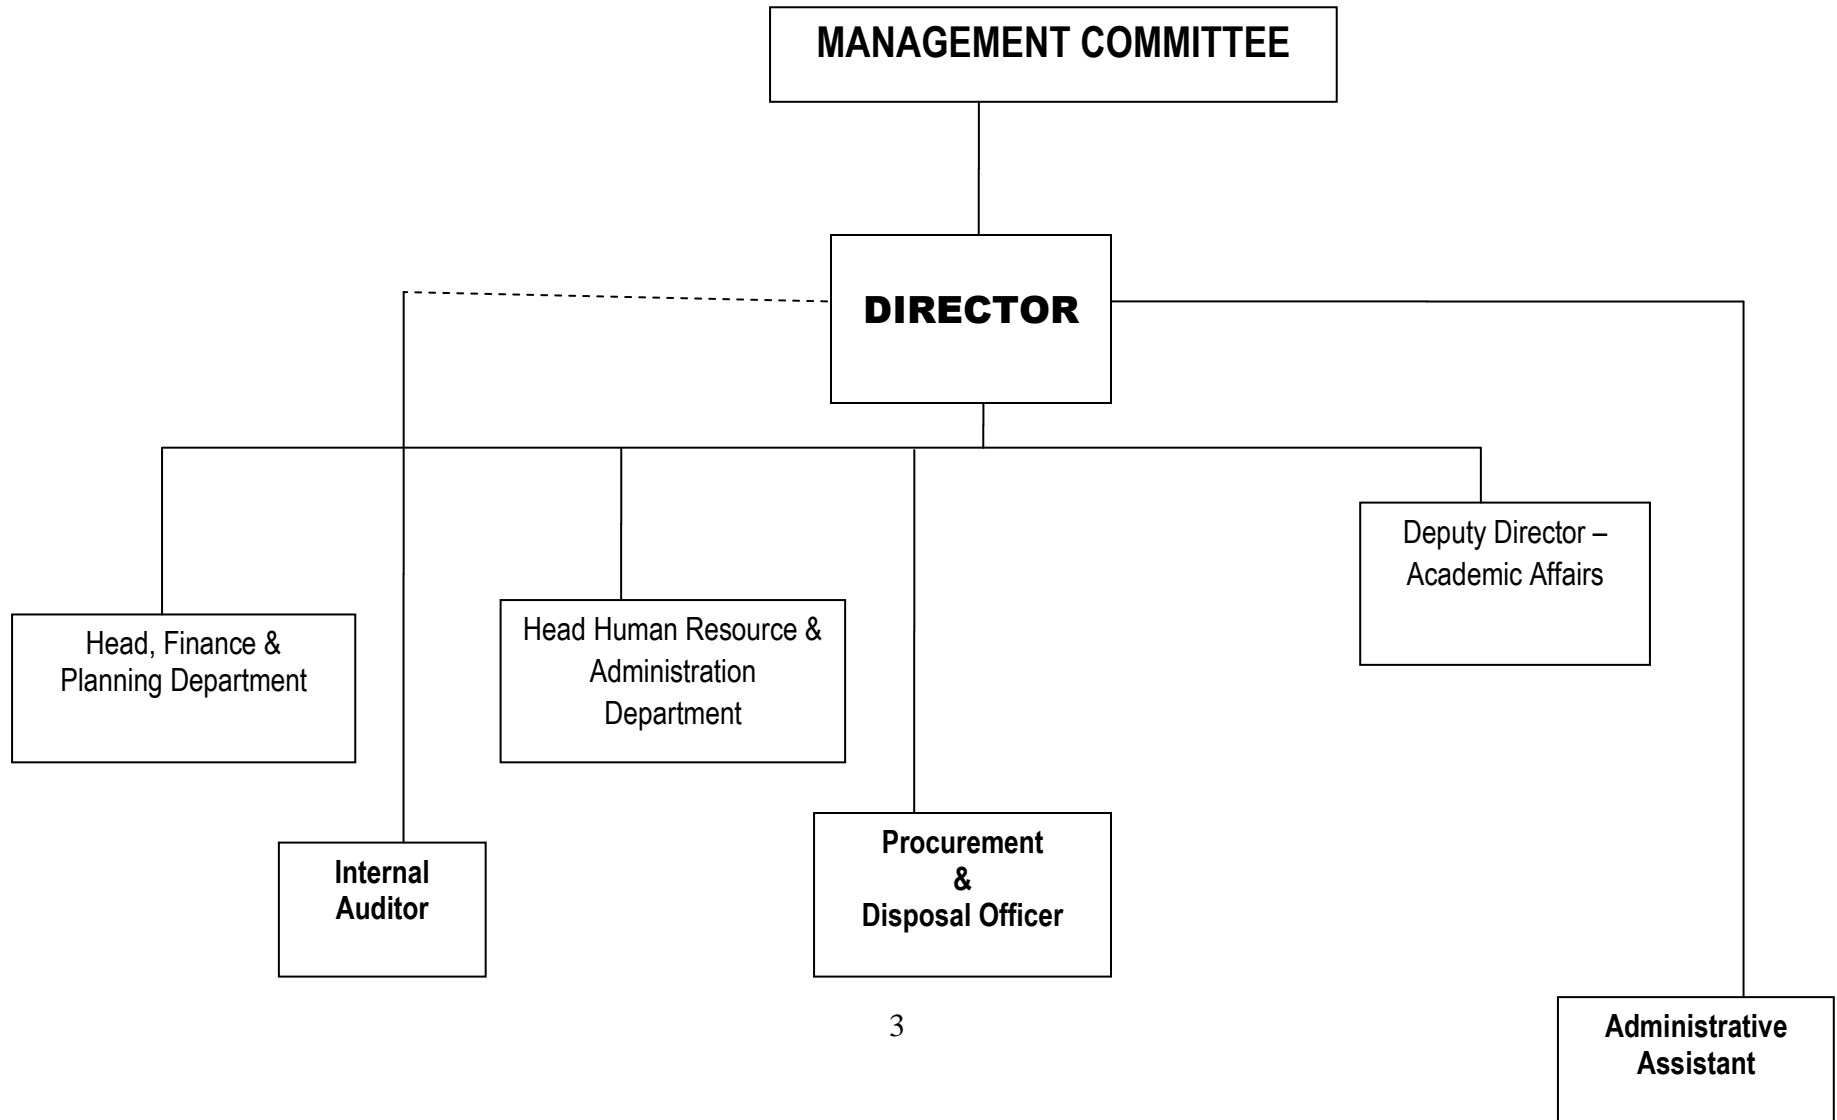 MANAGEMENT COMMITTEE
DIRECTOR
Deputy Director –
Academic Affairs
Head, Finance &
Planning Department
Head Human Resource &
Administration
Department
Internal
Auditor
Procurement
&
Disposal Officer
3
Administrative
Assistant